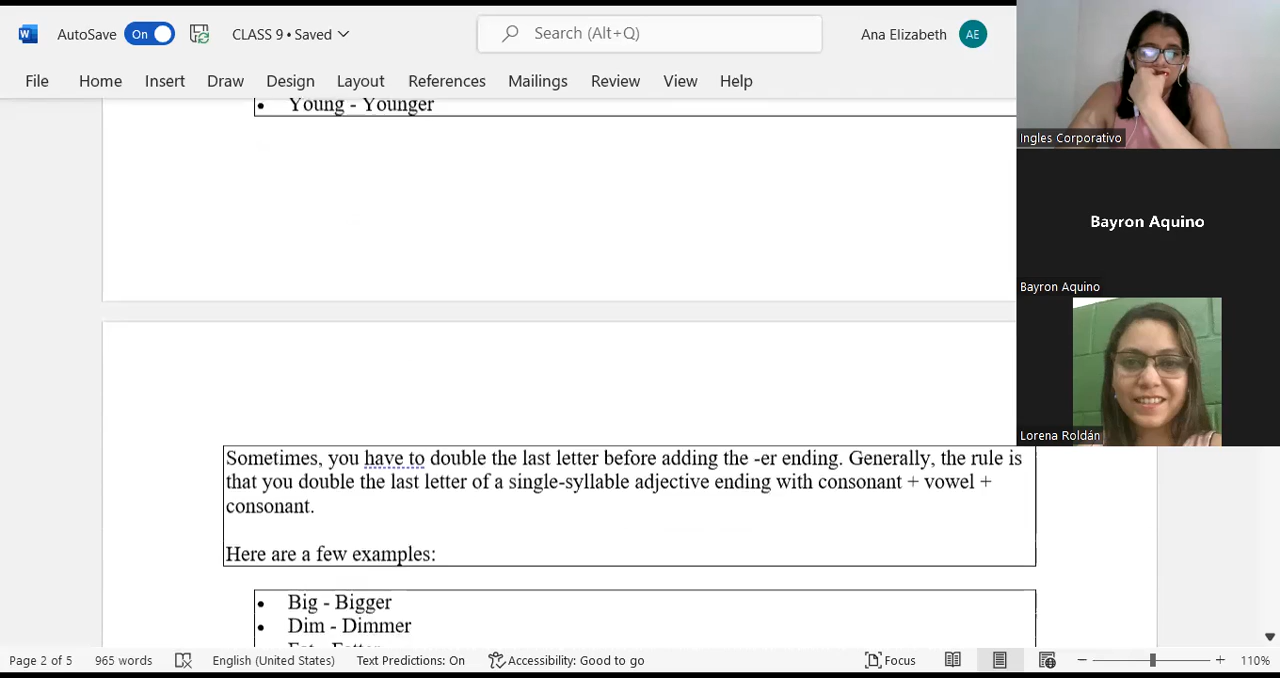 AutoSave On CLASS 9 • Saved Search (Alt+Q) Ana Elizabeth AE
File Home Insert Draw Design Layout References Mailings Review View Help
• Young - Younger
Ingles Corporativo
Bayron Aquino
Bayron Aquino
Lorena Roldán
Sometimes, you have to double the last letter before adding the -er ending. Generally, the rule is
that you double the last letter of a single-syllable adjective ending with consonant + vowel +
consonant.
Here are a few examples:
• Big - Bigger
• Dim - Dimmer
Page 2 of 5 965 words English (United States) Text Predictions: On Accessibility: Good to go Focus 110%